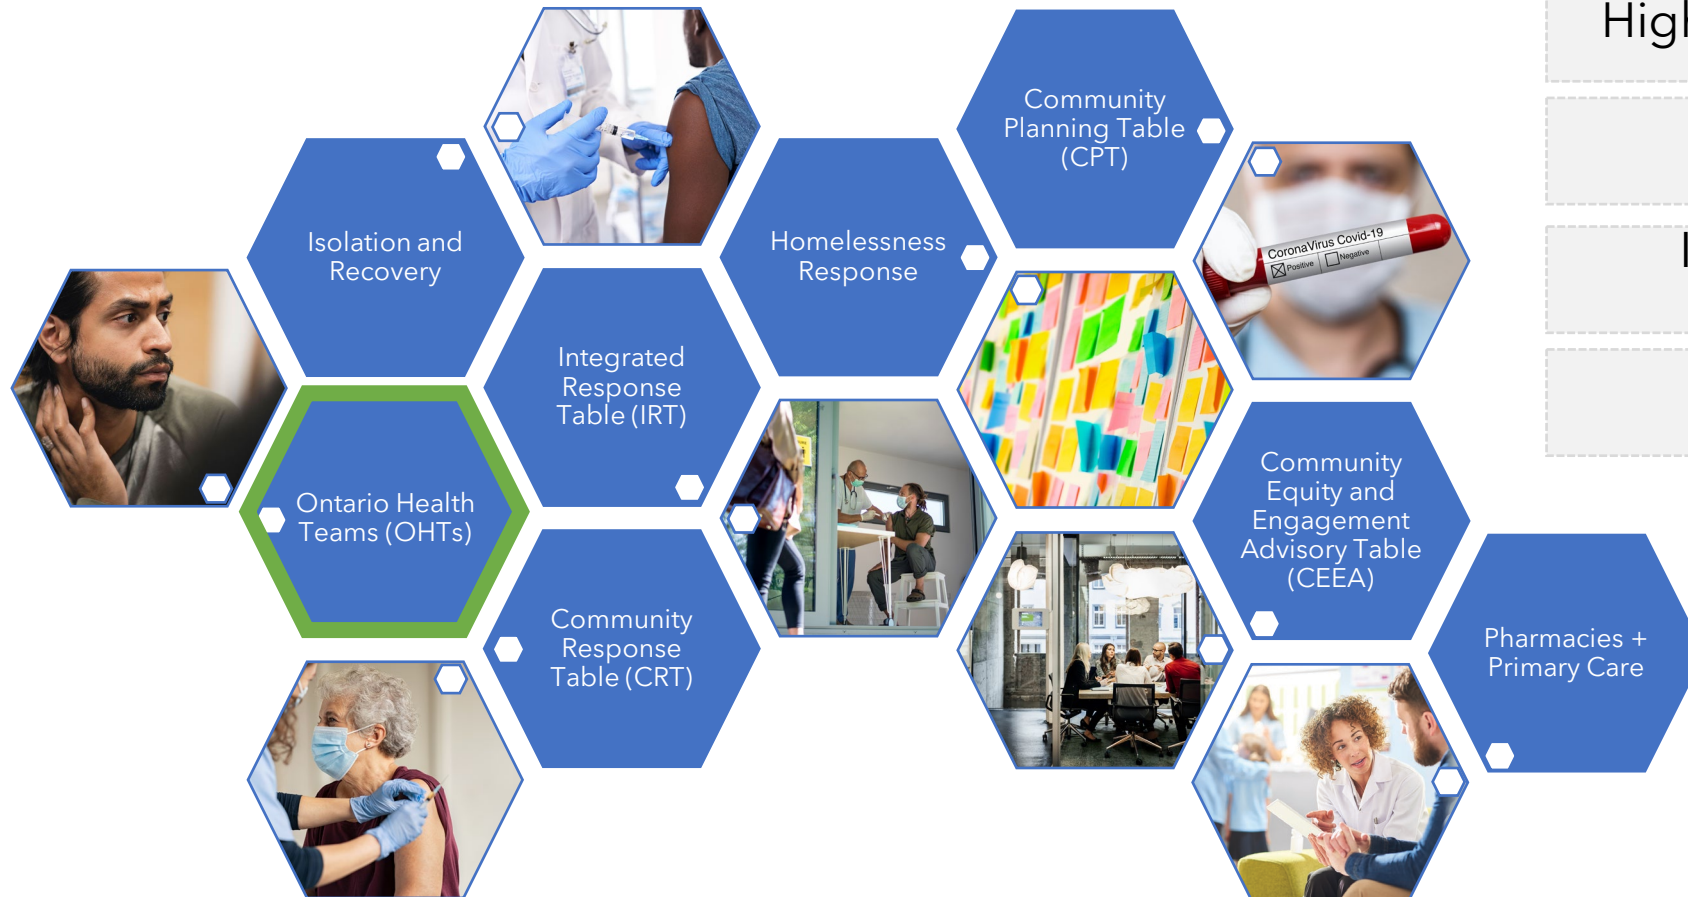 Community
Planning Table
(CPT)
Isolation and
Recovery
Homelessness
Response
CoronaVirus Covid-19
Positive
Negative
Integrated
Response
Table (IRT)
Ontario Health
Teams (OHTs)
Community
Equity and
Engagement
Advisory Table
(CEEA)
Community
Response
Table (CRT)
Pharmacies +
Primary Care